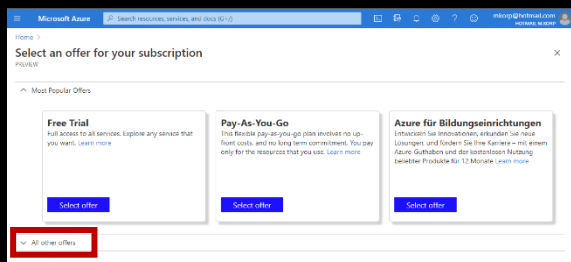 Microsoft Azure
Search resources, services, and docs (G+/)
mkorp@hotmail.com
Home >
Select an offer for your subscription
PREVIEW
Most Popular Offers
Free Trial
Full access to all services. Explore any service that
you want. Learn more
Select offer
Pay-As-You-Go
This flexible pay-as-you-go plan involves no up-
front costs, and no long term commitment. You pay
only for the resources that you use. Learn more
Select offer
Azure für Bildungseinrichtungen
Entwickeln Sie Innovationen, erkunden Sie neue
Lösungen, und fördern Sie Ihre Karriere – mit einem
Azure Guthaben und der kostenlosen Nutzung
beliebter Produkte für 12 Monate Learn more
Select offer
All other offers